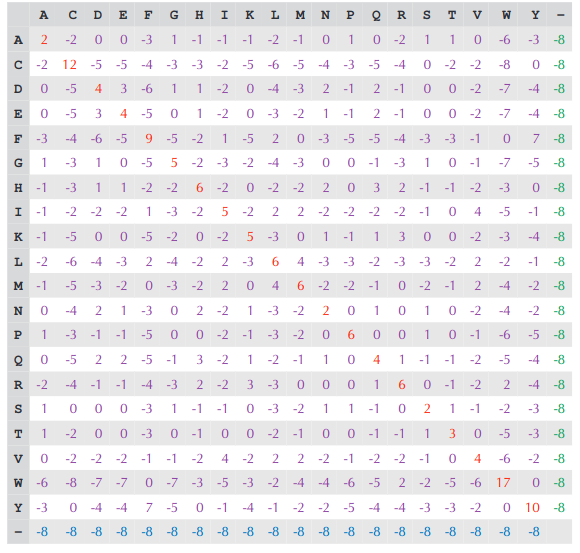 A C D E F G H I K L M N P Q R S T V W Y -
A 2 -2 0 0 -3 1 -1 -1 -1 -2 -1 0 1 0 -2 1 1 0 -6 -3 -8
C -2 12 -5 -5 -4 -3 -3 -2 -5 -6 -5 -4 -3 -5 -4 0 -2 -2 -8 0 -8
D 0 -5 4 3 -6 1 1 -2 0 -4 -3 2 -1 2 -1 0 0 -2 -7 -4 -8
E 0 -5 3 4 -5 0 1 -2 0 -3 -2 1 -1 2 -1 0 0 -2 -7 -4 -8
F -3 -4 -6 -5 9 -5 -2 1 -5 2 0 -3 -5 -5 -4 -3 -3 -1 0 7 -8
G 1 -3 1 0 -5 5 -2 -3 -2 -4 -3 0 0 -1 -3 1 0 -1 -7 -5 -8
H -1 -3 1 1 -2 -2 6 -2 0 -2 -2 2 0 3 2 -1 -1 -2 -3 0 -8
I -1 -2 -2 -2 1 -3 -2 5 -2 2 2 -2 -2 -2 -2 -1 0 4 -5 -1 -8
K -1 -5 0 0 -5 -2 0 -2 5 -3 0 1 -1 1 3 0 0 -2 -3 -4 -8
L -2 -6 -4 -3 2 -4 -2 2 -3 6 4 -3 -3 -2 -3 -3 -2 2 -2 -1 -8
M -1 -5 -3 -2 0 -3 -2 2 0 4 6 -2 -2 -1 0 -2 -1 2 -4 -2 -8
N 0 -4 2 1 -3 0 2 -2 1 -3 -2 2 0 1 0 1 0 -2 -4 -2 -8
P 1 -3 -1 -1 -5 0 0 -2 -1 -3 -2 0 6 0 0 1 0 -1 -6 -5 -8
Q 0 -5 2 2 -5 -1 3 -2 1 -2 -1 1 0 4 1 -1 -1 -2 -5 -4 -8
R -2 -4 -1 -1 -4 -3 2 -2 3 -3 0 0 0 1 6 0 -1 -2 2 -4 -8
S 1 0 0 0 -3 1 -1 -1 0 -3 -2 1 1 -1 0 2 1 -1 -2 -3 -8
T 1 -2 0 0 -3 0 -1 0 0 -2 -1 0 0 -1 -1 1 3 0 -5 -3 -8
V 0 -2 -2 -2 -1 -1 -2 4 -2 2 2 -2 -1 -2 -2 -1 0 4 -6 -2 -8
W -6 -8 -7 -7 0 -7 -3 -5 -3 -2 -4 -4 -6 -5 2 -2 -5 -6 17 0 -8
Y -3 0 -4 -4 7 -5 0 -1 -4 -1 -2 -2 -5 -4 -4 -3 -3 -2 0 10 -8
- -8 -8 -8 -8 -8 -8 -8 -8 -8 -8 -8 -8 -8 -8 -8 -8 -8 -8 -8 -8